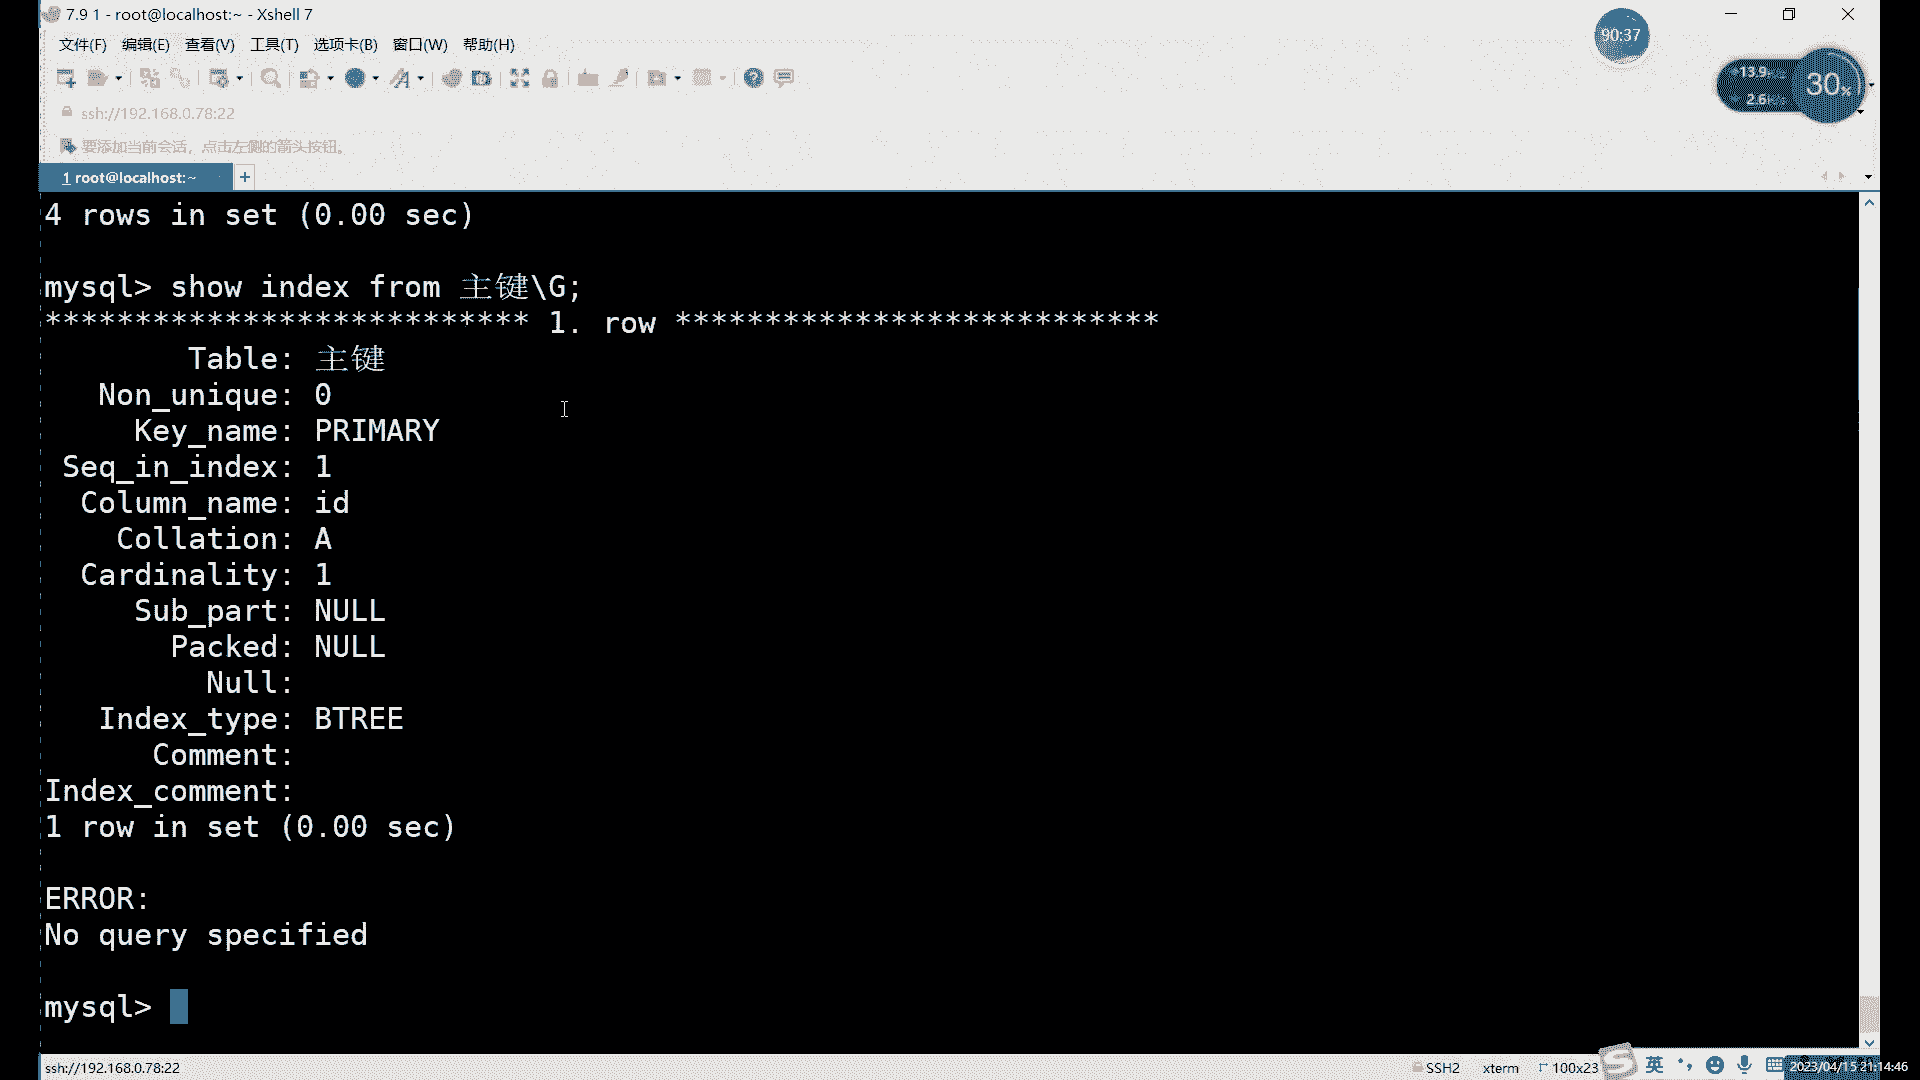 7.9 1 - root@localhost:~ - Xshell 7
90:37
文件(F) 编辑(E) 查看(V) 工具(T) 选项卡(B) 窗口(W) 帮助(H)
13.9
30%
2.6K/s
ssh://192.168.0.78:22
要添加当前会话，点击左侧的箭头按钮。
1 root@localhost:~
+
4 rows in set (0.00 sec)
mysql> show index from 主键\G;
*************************** 1. row ***************************
Table: 主键
Non_unique: 0
Key_name: PRIMARY
Seq_in_index: 1
Column_name: id
Collation: A
Cardinality: 1
Sub_part: NULL
Packed: NULL
Null:
Index_type: BTREE
Comment:
Index_comment:
1 row in set (0.00 sec)
ERROR:
No query specified
mysql>
ssh://192.168.0.78:22
SSH2 xterm 100x23 英 2023/04/15 21:14:46